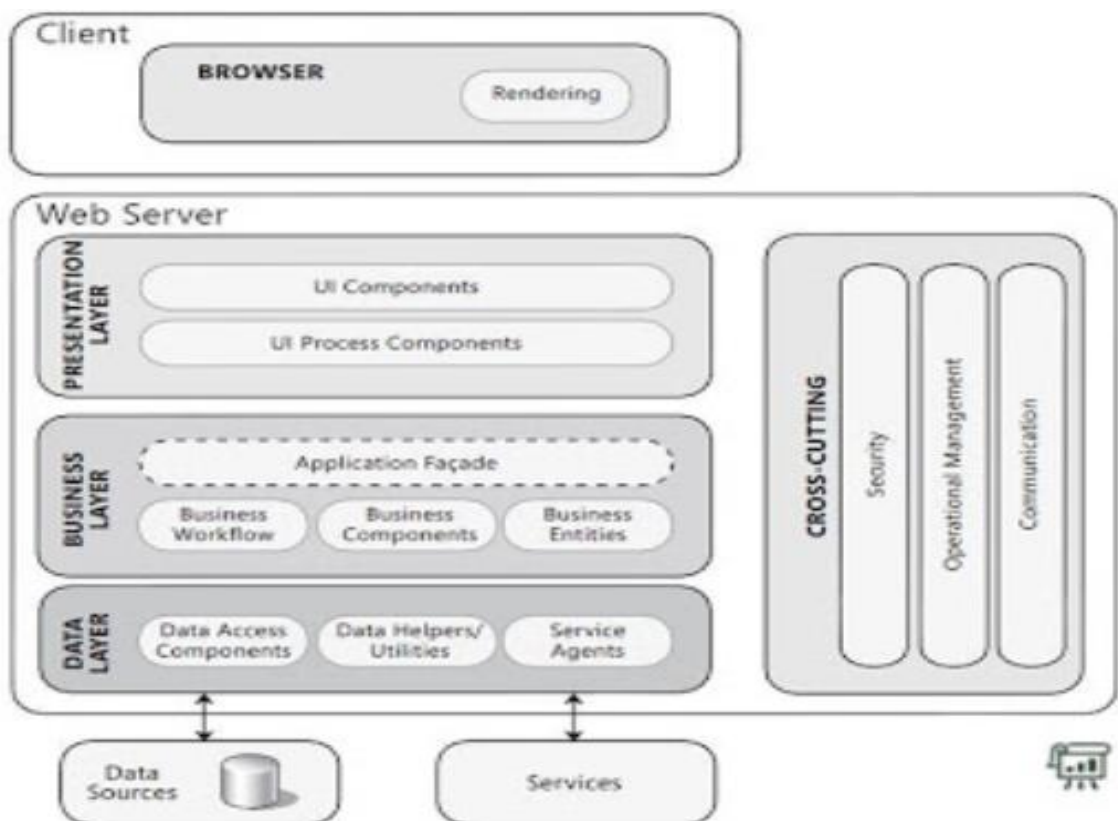 Client
BROWSER
Rendering
Web Server
PRESENTATION
LAYER
UI Components
UI Process Components
BUSINESS
LAYER
Application Façade
Business
Workflow
Business
Components
Business
Entities
DATA
LAYER
Data Access
Components
Data Helpers/
Utilities
Service
Agents
CROSS-CUTTING
Security
Operational Management
Communication
Data
Sources
Services